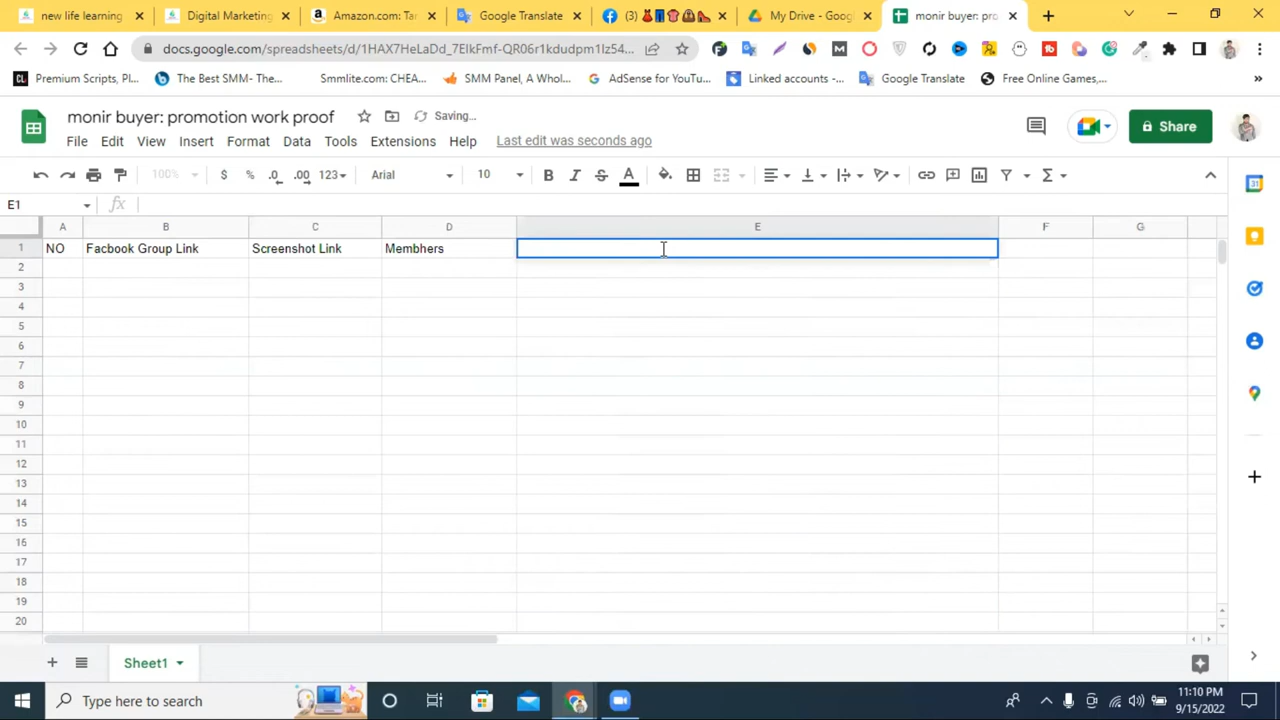 new life learning
Digital Marketing
Amazon.com: Tar
Google Translate
(3)
My Drive - Googl
monir buyer: pro
docs.google.com/spreadsheets/d/1HAX7HeLaDd_7ElkFmf-QR06r1kdudpm1Iz54...
Premium Scripts, Pl...
The Best SMM- The...
Smmlite.com: CHEA...
SMM Panel, A Whol...
AdSense for YouTu...
Linked accounts -...
Google Translate
Free Online Games,...
monir buyer: promotion work proof
Saving...
File Edit View Insert Format Data Tools Extensions Help Last edit was seconds ago
Share
100% $ % .0 .00 123 Arial 10 B I S A
E1 fx
A B C D E F G
1 NO Facbook Group Link Screenshot Link Membhers
2
3
4
5
6
7
8
9
10
11
12
13
14
15
16
17
18
19
20
Sheet1
Type here to search
11:10 PM
9/15/2022